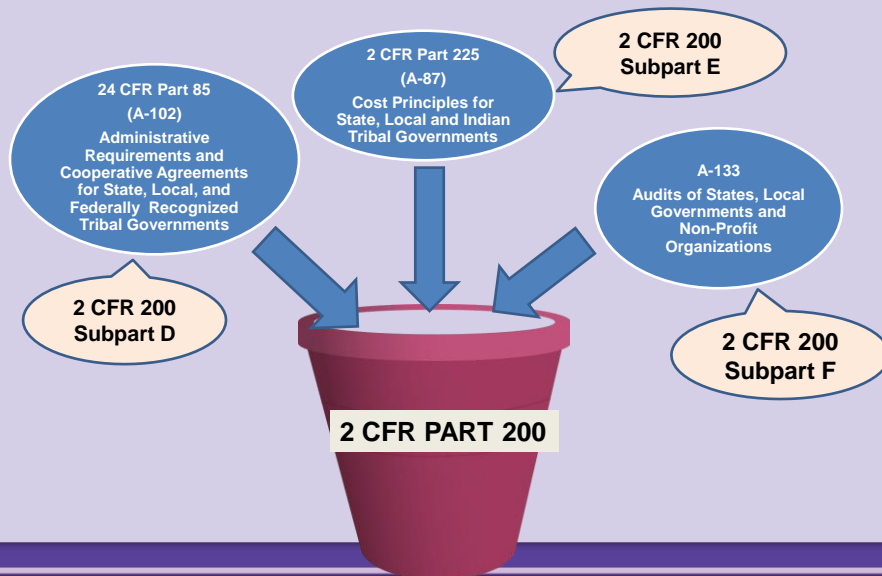 24 CFR Part 85
(A-102)
Administrative
Requirements and
Cooperative Agreements
for State, Local, and
Federally Recognized
Tribal Governments
2 CFR 200
Subpart D
2 CFR Part 225
(A-87)
Cost Principles for
State, Local and Indian
Tribal Governments
2 CFR 200
Subpart E
A-133
Audits of States, Local
Governments and
Non-Profit
Organizations
2 CFR 200
Subpart F
2 CFR PART 200